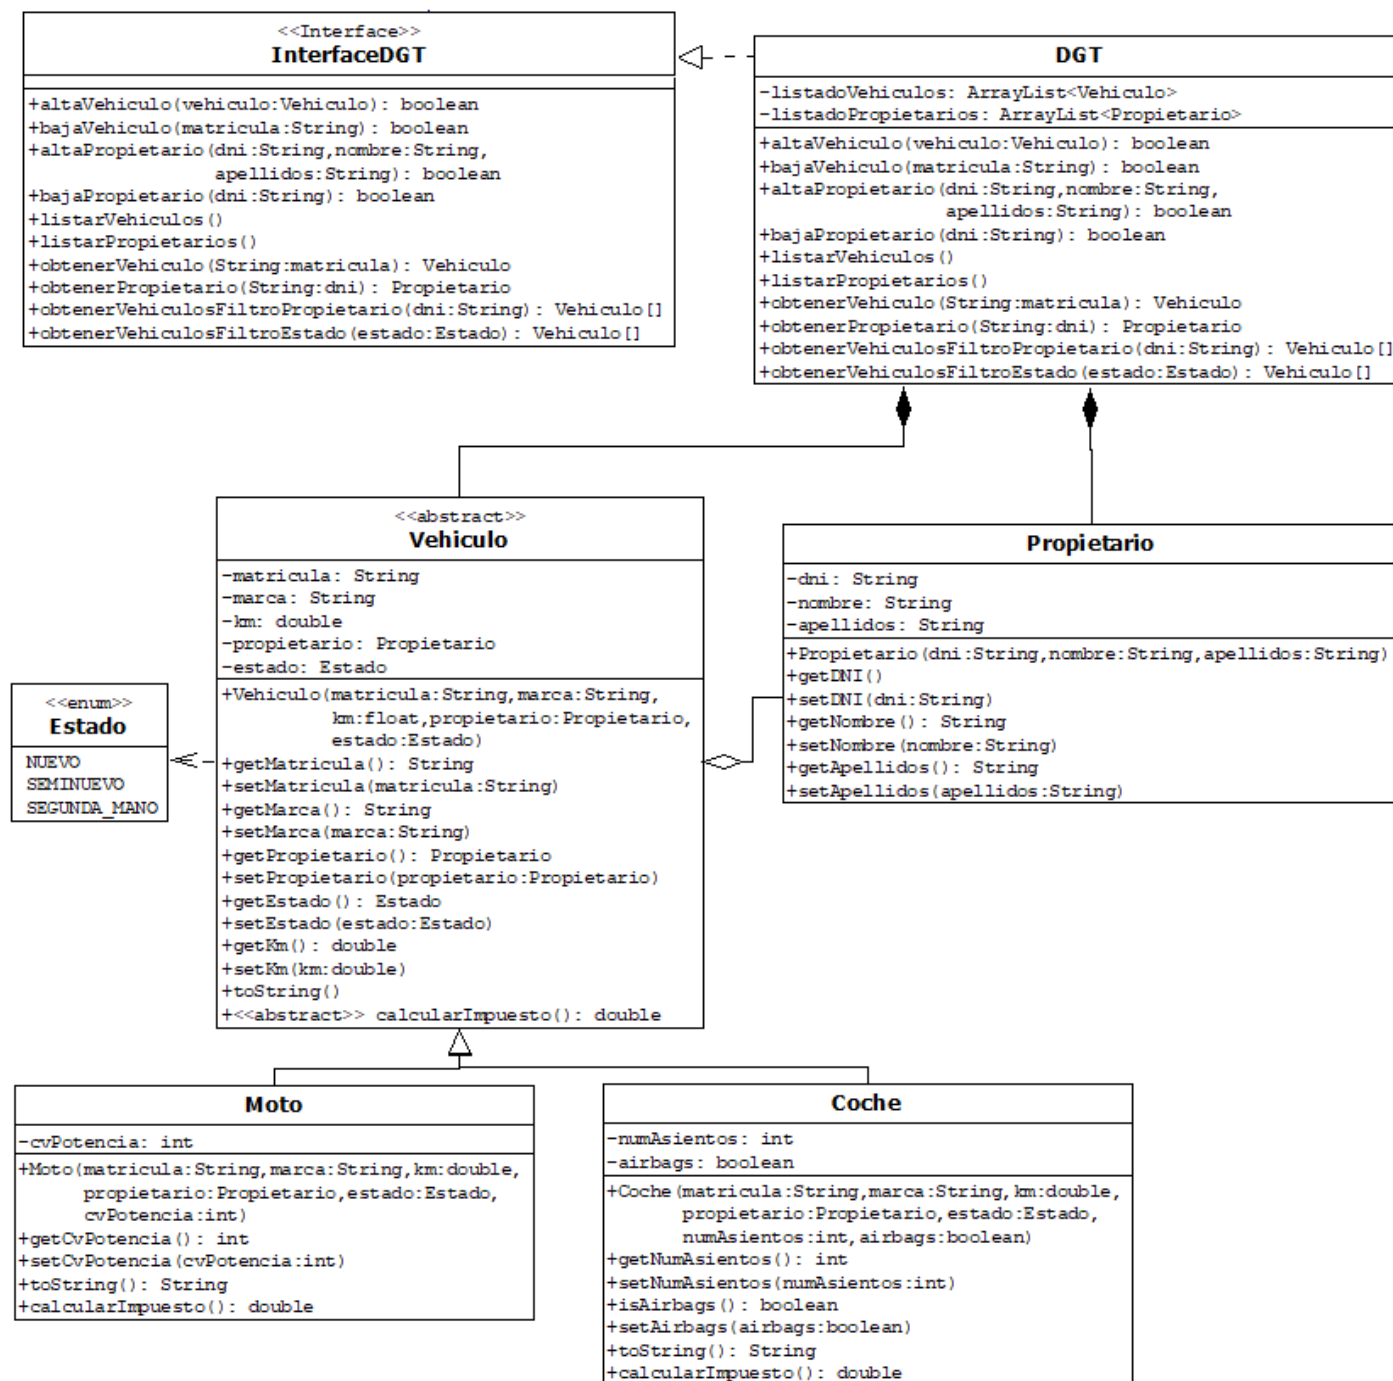 <<Interface>>
InterfaceDGT
+altaVehiculo(vehiculo:Vehiculo): boolean
+bajaVehiculo(matricula:String): boolean
+altaPropietario(dni:String,nombre:String,
apellidos:String): boolean
+bajaPropietario(dni:String): boolean
+listarVehiculos()
+listarPropietarios()
+obtenerVehiculo(String:matricula): Vehiculo
+obtenerPropietario(String:dni): Propietario
+obtenerVehiculosFiltroPropietario(dni:String): Vehiculo[]
+obtenerVehiculosFiltroEstado(estado:Estado): Vehiculo[]
DGT
-listadoVehiculos: ArrayList<Vehiculo>
-listadoPropietarios: ArrayList<Propietario>
+altaVehiculo(vehiculo:Vehiculo): boolean
+bajaVehiculo(matricula:String): boolean
+altaPropietario(dni:String,nombre:String,
apellidos:String): boolean
+bajaPropietario(dni:String): boolean
+listarVehiculos()
+listarPropietarios()
+obtenerVehiculo(String:matricula): Vehiculo
+obtenerPropietario(String:dni): Propietario
+obtenerVehiculosFiltroPropietario(dni:String): Vehiculo[]
+obtenerVehiculosFiltroEstado(estado:Estado): Vehiculo[]
<<abstract>>
Vehiculo
-matricula: String
-marca: String
-km: double
-propietario: Propietario
-estado: Estado
+Vehiculo(matricula:String,marca:String,
km:float,propietario:Propietario,
estado:Estado)
+getMatricula(): String
+setMatricula(matricula:String)
+getMarca(): String
+setMarca(marca:String)
+getPropietario(): Propietario
+setPropietario(propietario:Propietario)
+getEstado(): Estado
+setEstado(estado:Estado)
+getKm(): double
+setKm(km:double)
+toString()
+<<abstract>> calcularImpuesto(): double
Propietario
-dni: String
-nombre: String
-apellidos: String
+Propietario(dni:String,nombre:String,apellidos:String)
+getDNI()
+setDNI(dni:String)
+getNombre(): String
+setNombre(nombre:String)
+getApellidos(): String
+setApellidos(apellidos:String)
<<enum>>
Estado
NUEVO
SEMINUEVO
SEGUNDA_MANO
Moto
-cvPotencia: int
+Moto(matricula:String,marca:String,km:double,
propietario:Propietario,estado:Estado,
cvPotencia:int)
+getCvPotencia(): int
+setCvPotencia(cvPotencia:int)
+toString(): String
+calcularImpuesto(): double
Coche
-numAsientos: int
-airbags: boolean
+Coche(matricula:String,marca:String,km:double,
propietario:Propietario,estado:Estado,
numAsientos:int,airbags:boolean)
+getNumAsientos(): int
+setNumAsientos(numAsientos:int)
+isAirbags(): boolean
+setAirbags(airbags:boolean)
+toString(): String
+calcularImpuesto(): double